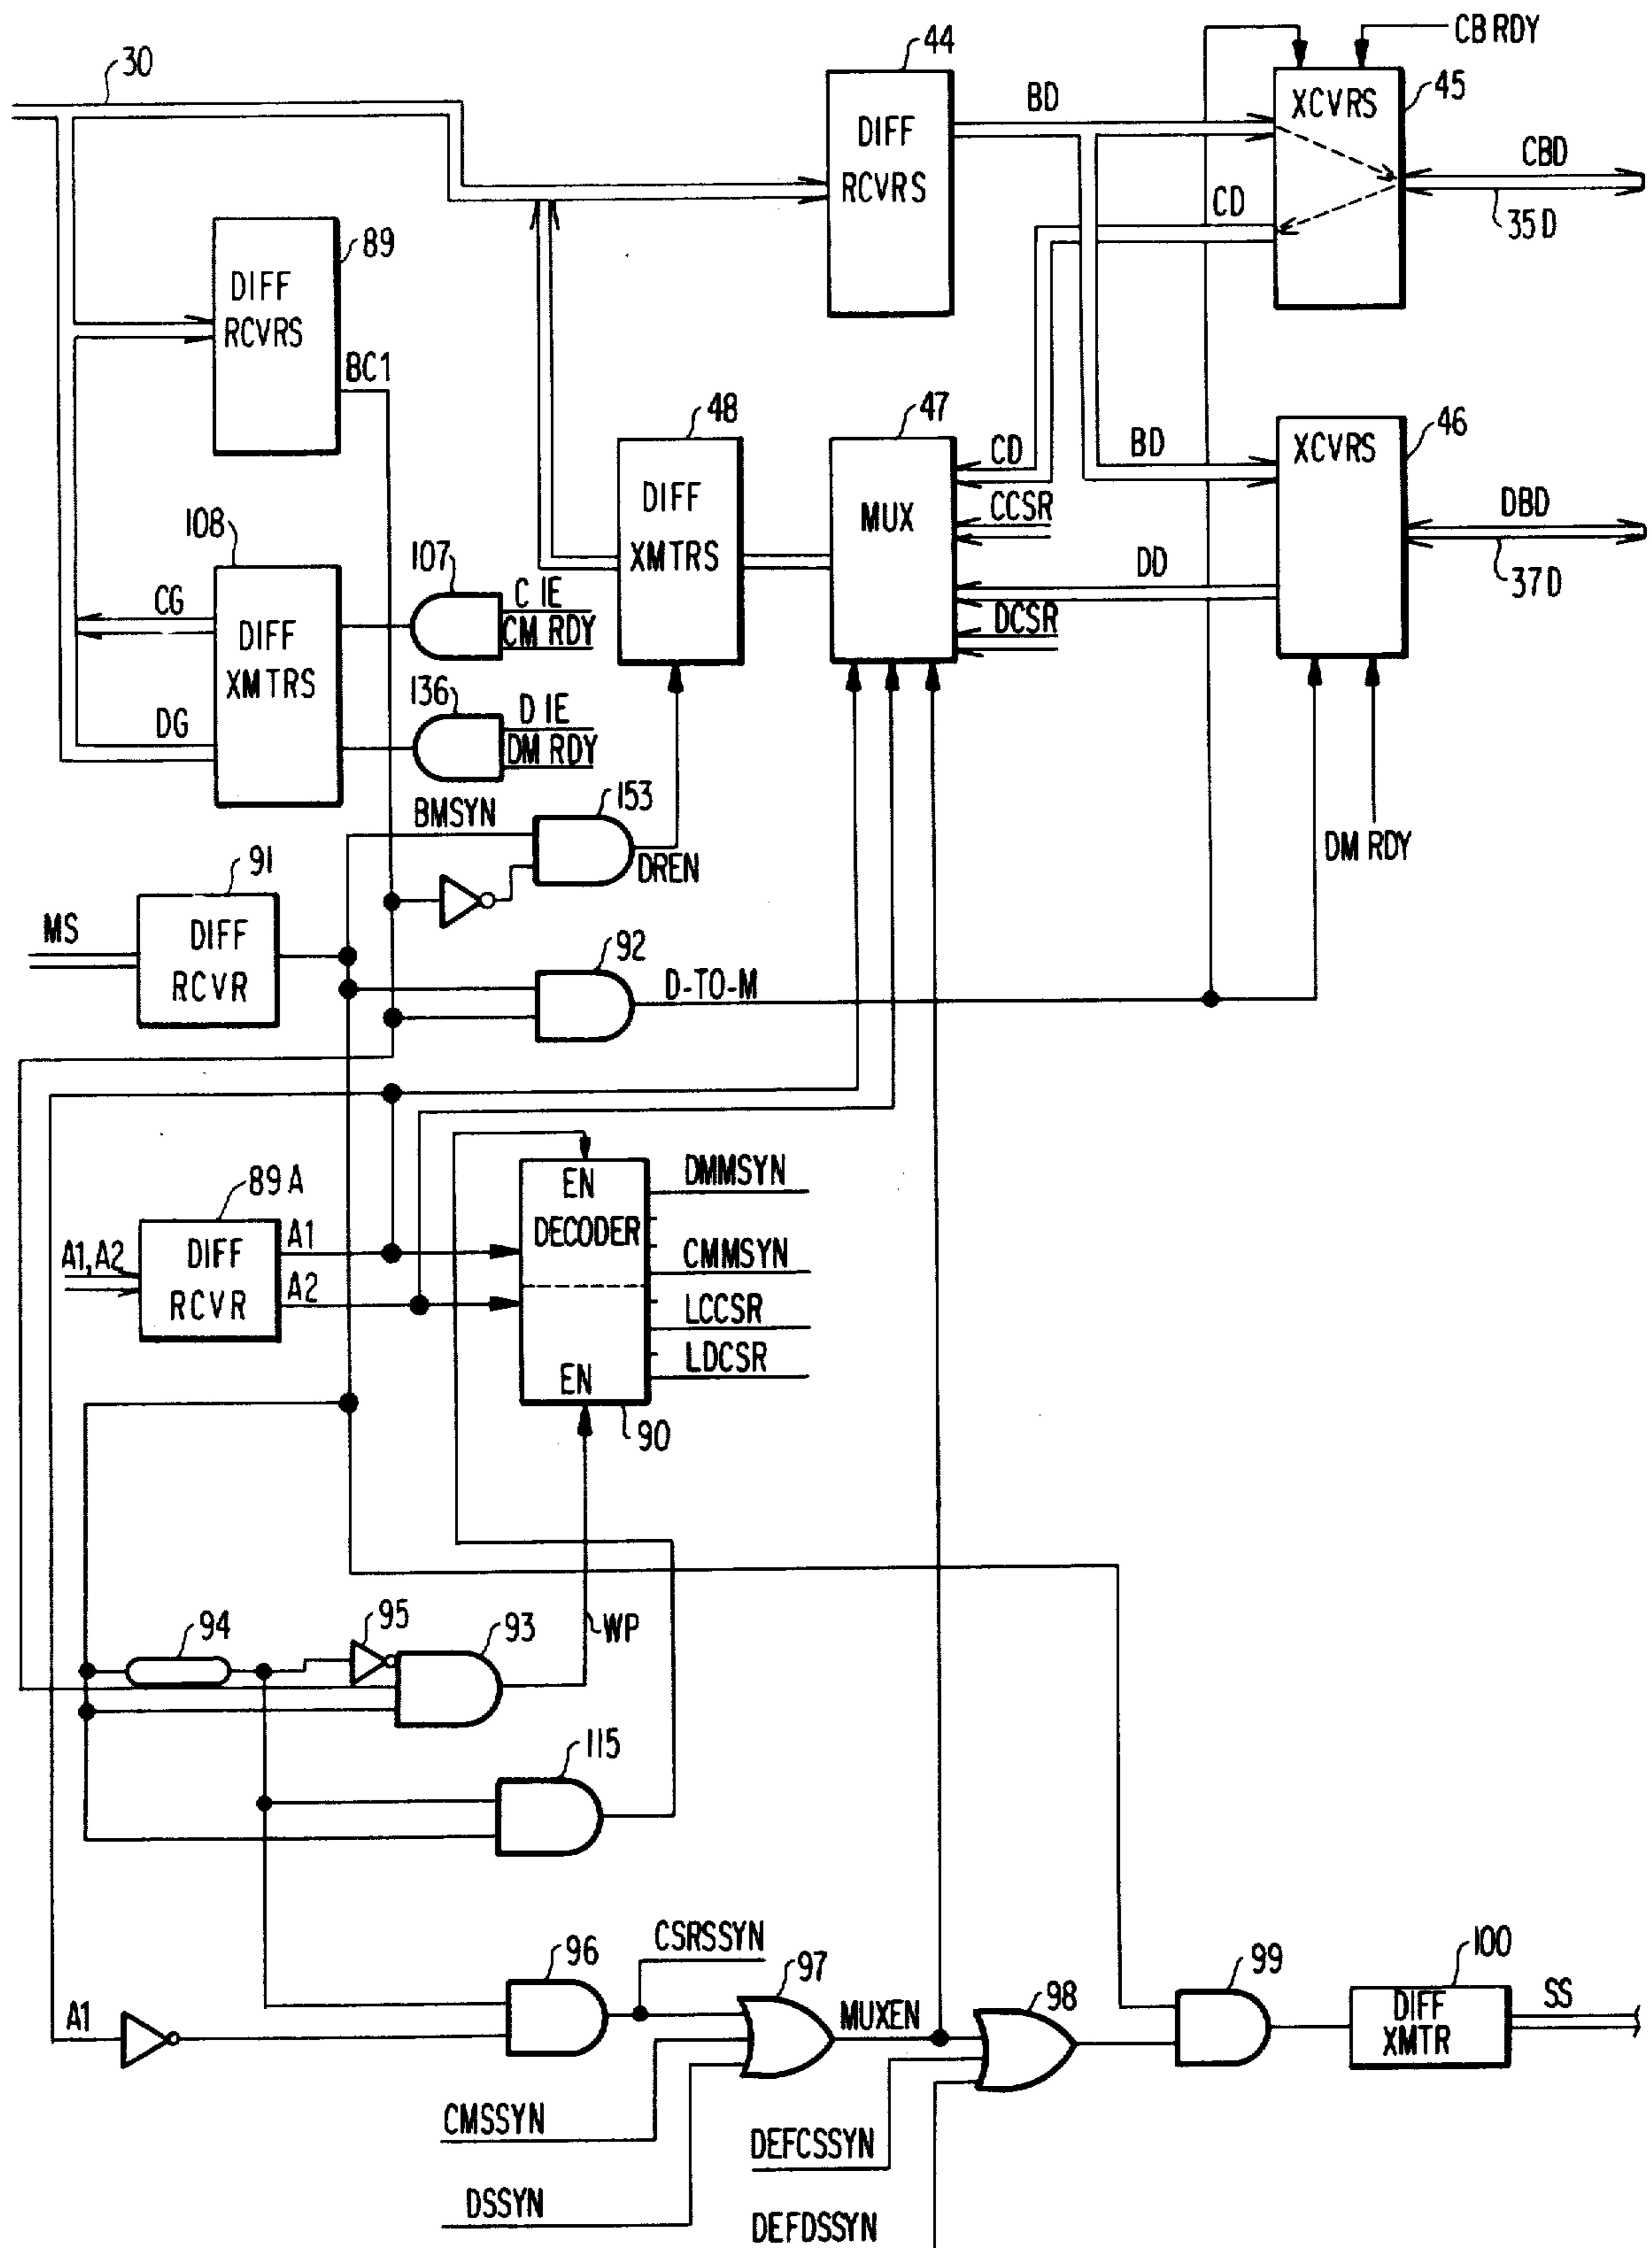 30
44
DIFF
RCVRS
BD
CB RDY
XCVRS
45
CBD
35D
CD
89
DIFF
RCVRS
BC1
48
DIFF
XMTRS
47
MUX
CD
CCSR
DD
DCSR
BD
XCVRS
46
DBD
37D
DM RDY
108
CG
DIFF
XMTRS
DG
107
C IE
CM RDY
136
D IE
DM RDY
BMSYN
153
DREN
91
MS
DIFF
RCVR
92
D-TO-M
89A
A1,A2
DIFF
RCVR
A1
A2
EN
DECODER
EN
90
DMMSYN
CMMSYN
LCCSR
LDCSR
94
95
93
WP
115
A1
96
CSRSSYN
97
MUXEN
98
99
100
DIFF
XMTR
SS
CMSSYN
DSSYN
DEFCSSYN
DEFDSSYN